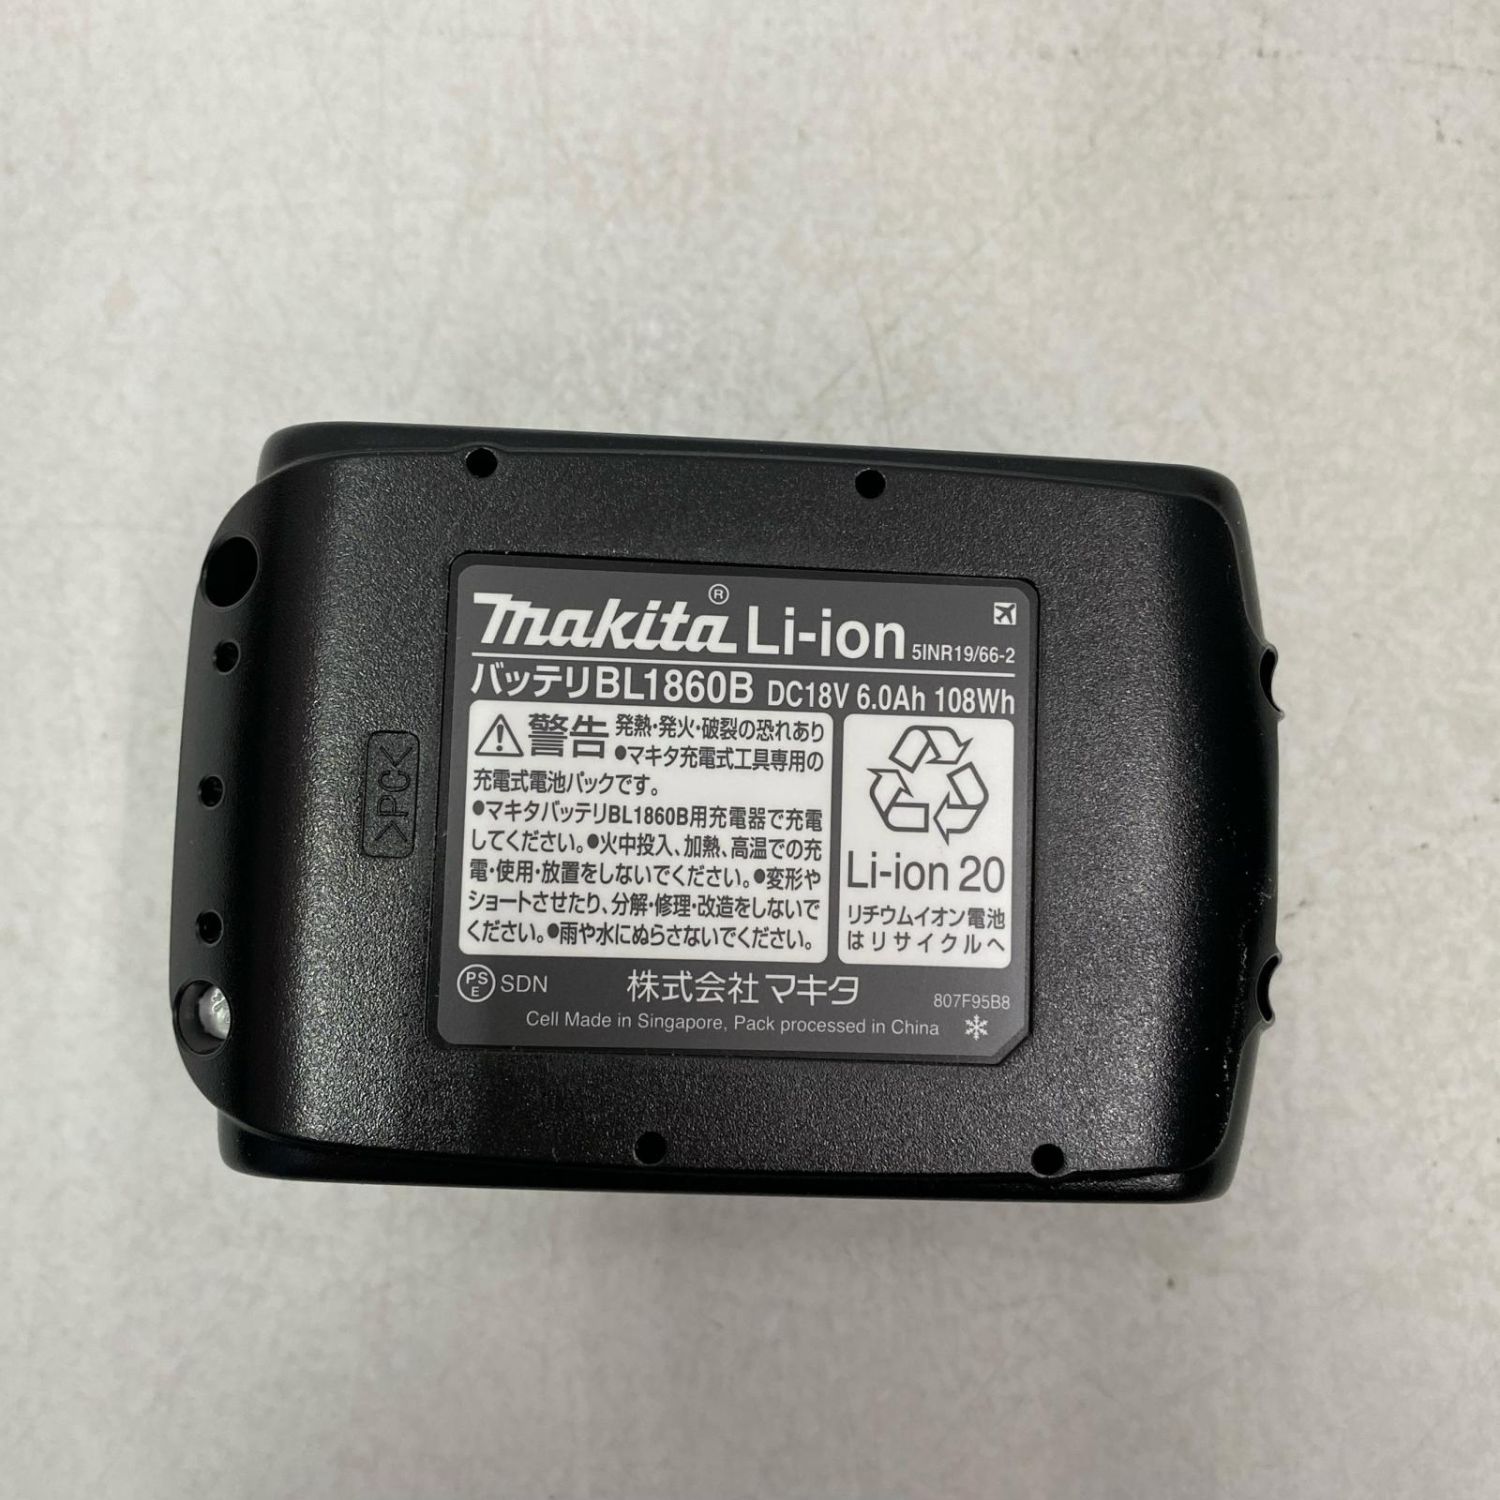 makita® Li-ion 5INR19/66-2
バッテリBL1860B DC18V 6.0Ah 108Wh
警告 発熱・発火・破裂の恐れあり
●マキタ充電式工具専用の
充電式電池パックです。
●マキタバッテリBL1860B用充電器で充電
してください。●火中投入、加熱、高温での充
電・使用・放置をしないでください。●変形や
ショートさせたり、分解・修理・改造をしないで
ください。●雨や水にぬらさないでください。
Li-ion 20
リチウムイオン電池
はリサイクルへ
PSE SDN 株式会社マキタ 807F95B8
Cell Made in Singapore, Pack processed in China
>PC<